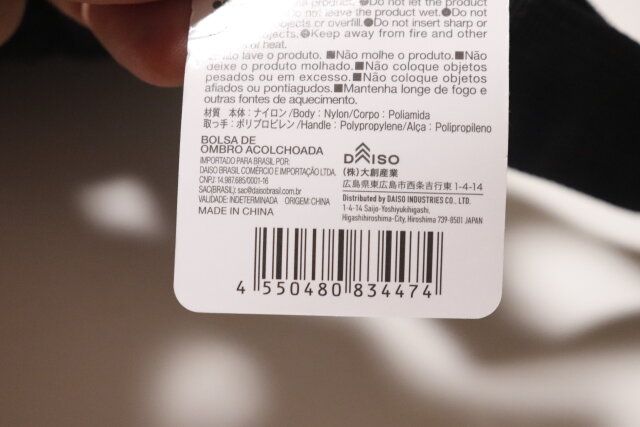 the product. ●Do not let the product
not leave the product wet. ●Do not
objects or overfill. ●Do not insert sharp or
objects. ●Keep away from fire and other
of heat.
lave o produto. ■Não molhe o produto. ■Não
deixe o produto molhado. ■Não coloque objetos
pesados ou em excesso. ■Não coloque objetos
afiados ou pontiagudos. ■Mantenha longe de fogo e
outras fontes de aquecimento.
材質 本体：ナイロン/Body：Nylon/Corpo：Poliamida
取っ手：ポリプロピレン/Handle：Polypropylene/Alça：Polipropileno
BOLSA DE
OMBRO ACOLCHOADA
IMPORTADO PARA BRASIL POR:
DAISO BRASIL COMÉRCIO E IMPORTAÇÃO LTDA.
CNPJ: 14.987.685/0001-16
SAC(BRASIL): sac@daisobrasil.com.br
VALIDADE: INDETERMINADA ORIGEM: CHINA
MADE IN CHINA
DAISO
(株)大創産業
広島県東広島市西条吉行東 1-4-14
Distributed by DAISO INDUSTRIES CO., LTD.
1-4-14 Saijo-Yoshiyukihigashi,
Higashihiroshima-City, Hiroshima 739-8501 JAPAN
4 550480 834474